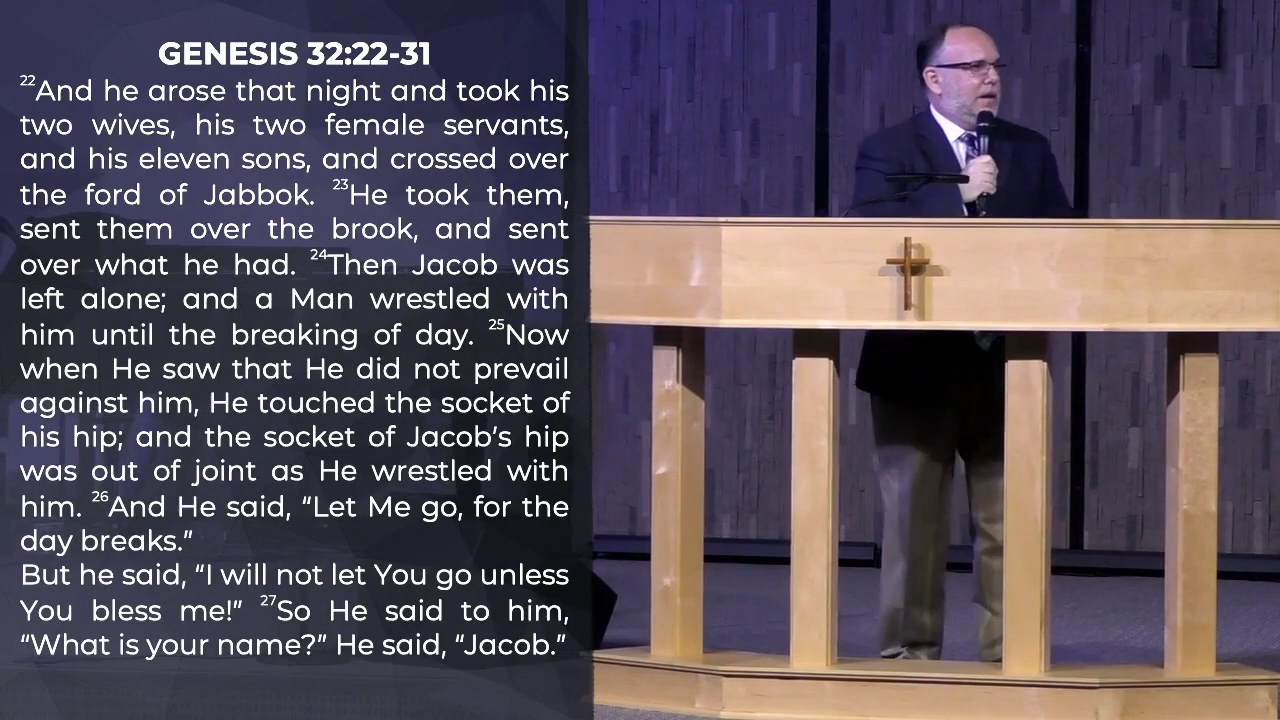 GENESIS 32:22-31
²²And he arose that night and took his
two wives, his two female servants,
and his eleven sons, and crossed over
the ford of Jabbok. ²³He took them,
sent them over the brook, and sent
over what he had. ²⁴Then Jacob was
left alone; and a Man wrestled with
him until the breaking of day. ²⁵Now
when He saw that He did not prevail
against him, He touched the socket of
his hip; and the socket of Jacob’s hip
was out of joint as He wrestled with
him. ²⁶And He said, “Let Me go, for the
day breaks.”
But he said, “I will not let You go unless
You bless me!” ²⁷So He said to him,
“What is your name?” He said, “Jacob.”